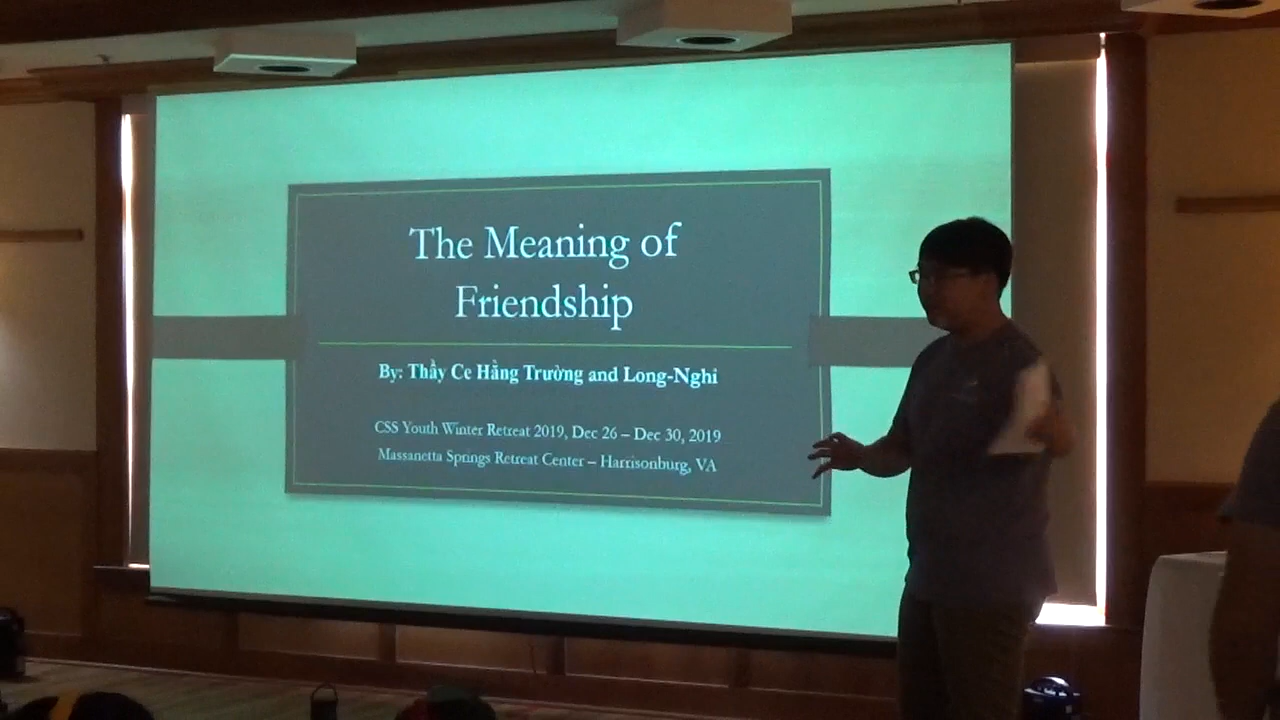 The Meaning of
Friendship
By: Thầy Ce Hằng Trường and Long-Nghi
CSS Youth Winter Retreat 2019, Dec 26 – Dec 30, 2019
Massanetta Springs Retreat Center – Harrisonburg, VA